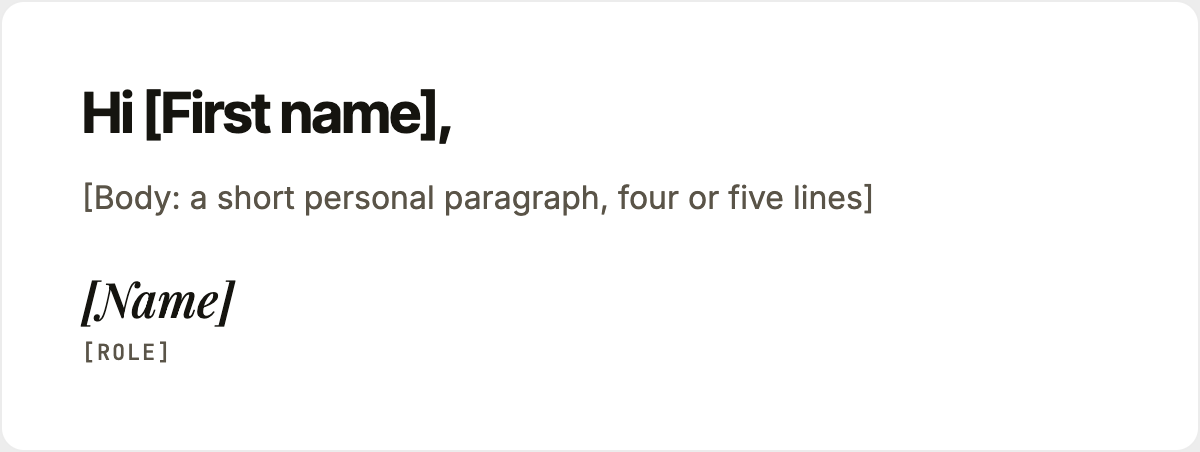 Hi [First name],
[Body: a short personal paragraph, four or five lines]
[Name]
[ROLE]